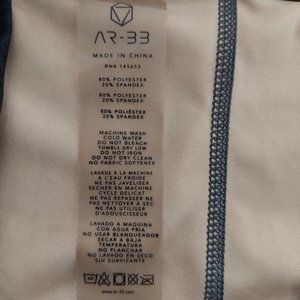 AR-33
MADE IN CHINA
RN# 145653
80% POLYESTER
20% SPANDEX
80% POLYESTER
20% SPANDEX
80% POLIÉSTER
20% SPANDEX
MACHINE WASH
COLD WATER
DO NOT BLEACH
TUMBLE DRY LOW
DO NOT IRON
DO NOT DRY CLEAN
NO FABRIC SOFTENER
LAVAGE A LA MACHINE
A L'EAU FROIDE
NE PAS JAVELISER
SECHER EN MACHINE
CYCLE DELICAT
NE PAS REPASSER NE
PAS NETTOYER A SEC
NE PAS UTILISER
D'ADOUCISSEUR
LAVADO A MAQUINA
CON AGUA FRIA
NO USAR BLANQUEADOR
SECAR A BAJA
TEMPERATURA
NO PLANCHAR
NO LAVADO EN SECO
SIN SUAVIZANTE
www.ar-33.com